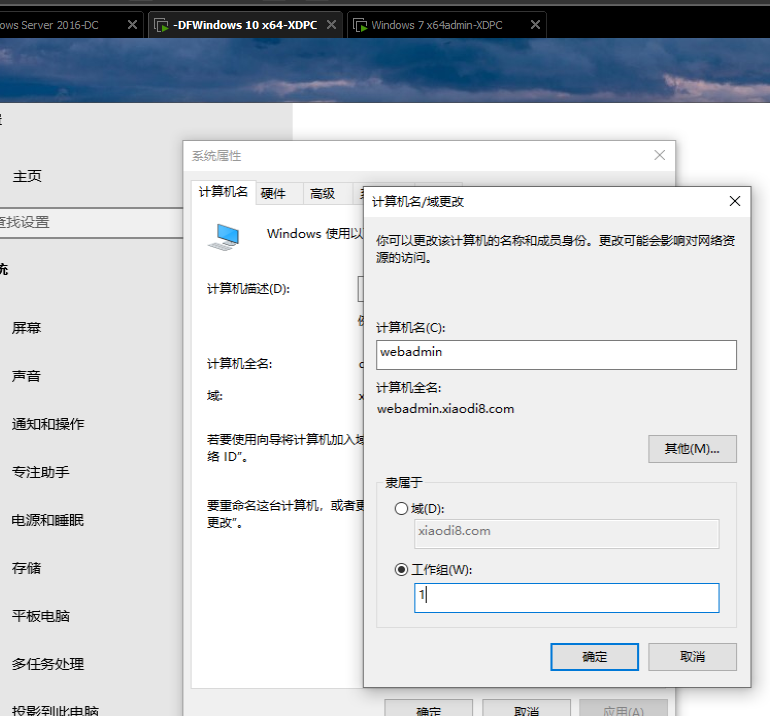 ows Server 2016-DC
-DFWindows 10 x64-XDPC
Windows 7 x64admin-XDPC
主页
查找设置
统
屏幕
声音
通知和操作
专注助手
电源和睡眠
存储
平板电脑
多任务处理
投影到此电脑
系统属性
计算机名
硬件
高级
Windows 使用以
计算机描述(D):
计算机全名:
域:
若要使用向导将计算机加入域
络 ID"。
要重命名这台计算机，或者更
更改"。
确定
取消
应用(A)
计算机名/域更改
你可以更改该计算机的名称和成员身份。更改可能会影响对网络资
源的访问。
计算机名(C):
webadmin
计算机全名:
webadmin.xiaodi8.com
其他(M)...
隶属于
域(D):
xiaodi8.com
工作组(W):
1
确定
取消